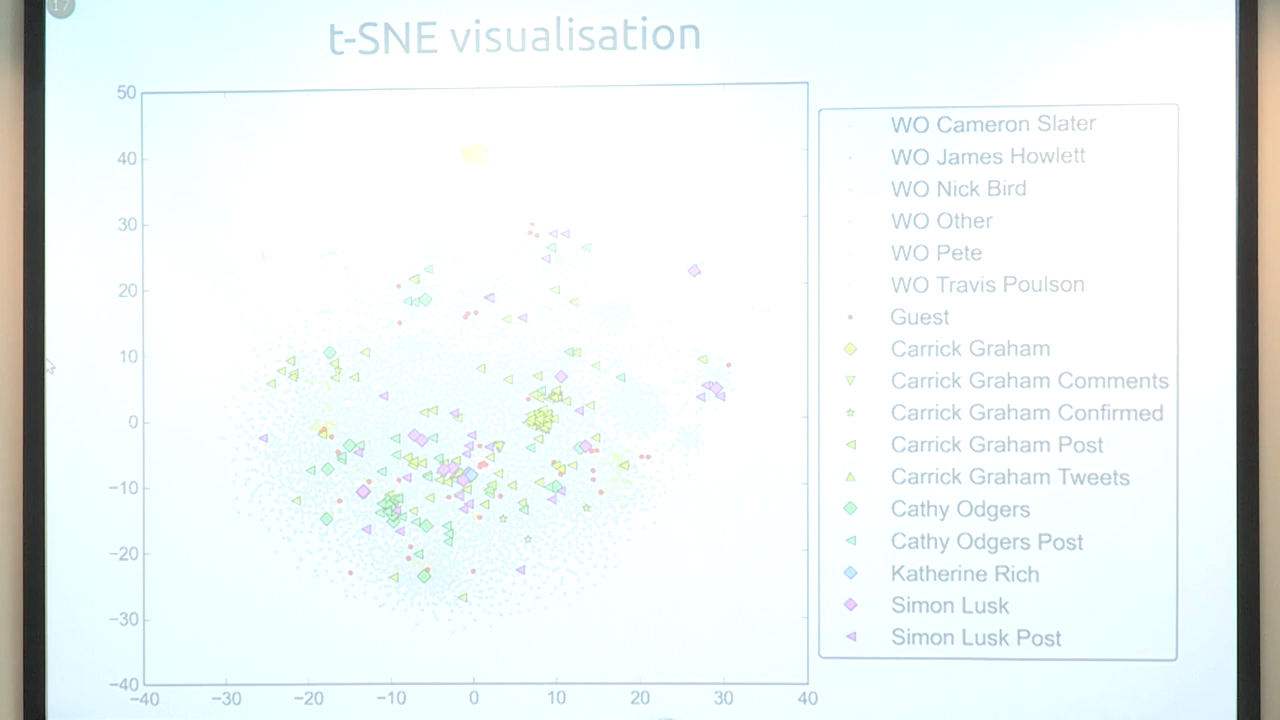 17
t-SNE visualisation
50
40
30
20
10
0
−10
−20
−30
−40
−40
−30
−20
−10
0
10
20
30
40
WO Cameron Slater
WO James Howlett
WO Nick Bird
WO Other
WO Pete
WO Travis Poulson
Guest
Carrick Graham
Carrick Graham Comments
Carrick Graham Confirmed
Carrick Graham Post
Carrick Graham Tweets
Cathy Odgers
Cathy Odgers Post
Katherine Rich
Simon Lusk
Simon Lusk Post